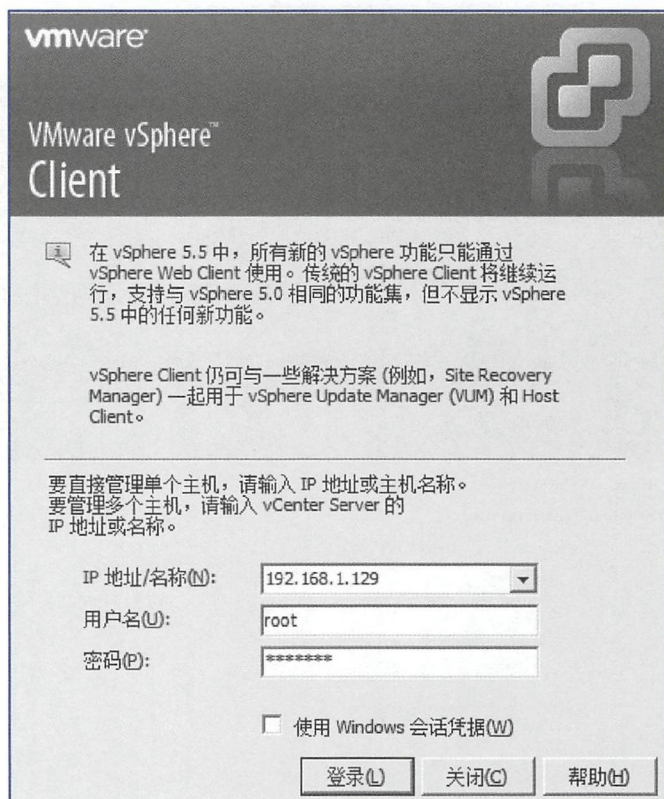 vmware®
VMware vSphere™
Client
在 vSphere 5.5 中，所有新的 vSphere 功能只能通过
vSphere Web Client 使用。传统的 vSphere Client 将继续运
行，支持与 vSphere 5.0 相同的功能集，但不显示 vSphere
5.5 中的任何新功能。
vSphere Client 仍可与一些解决方案 (例如，Site Recovery
Manager) 一起用于 vSphere Update Manager (VUM) 和 Host
Client。
要直接管理单个主机，请输入 IP 地址或主机名称。
要管理多个主机，请输入 vCenter Server 的
IP 地址或名称。
IP 地址/名称(N): 192.168.1.129
用户名(U): root
密码(P): *******
使用 Windows 会话凭据(W)
登录(L) 关闭(C) 帮助(H)